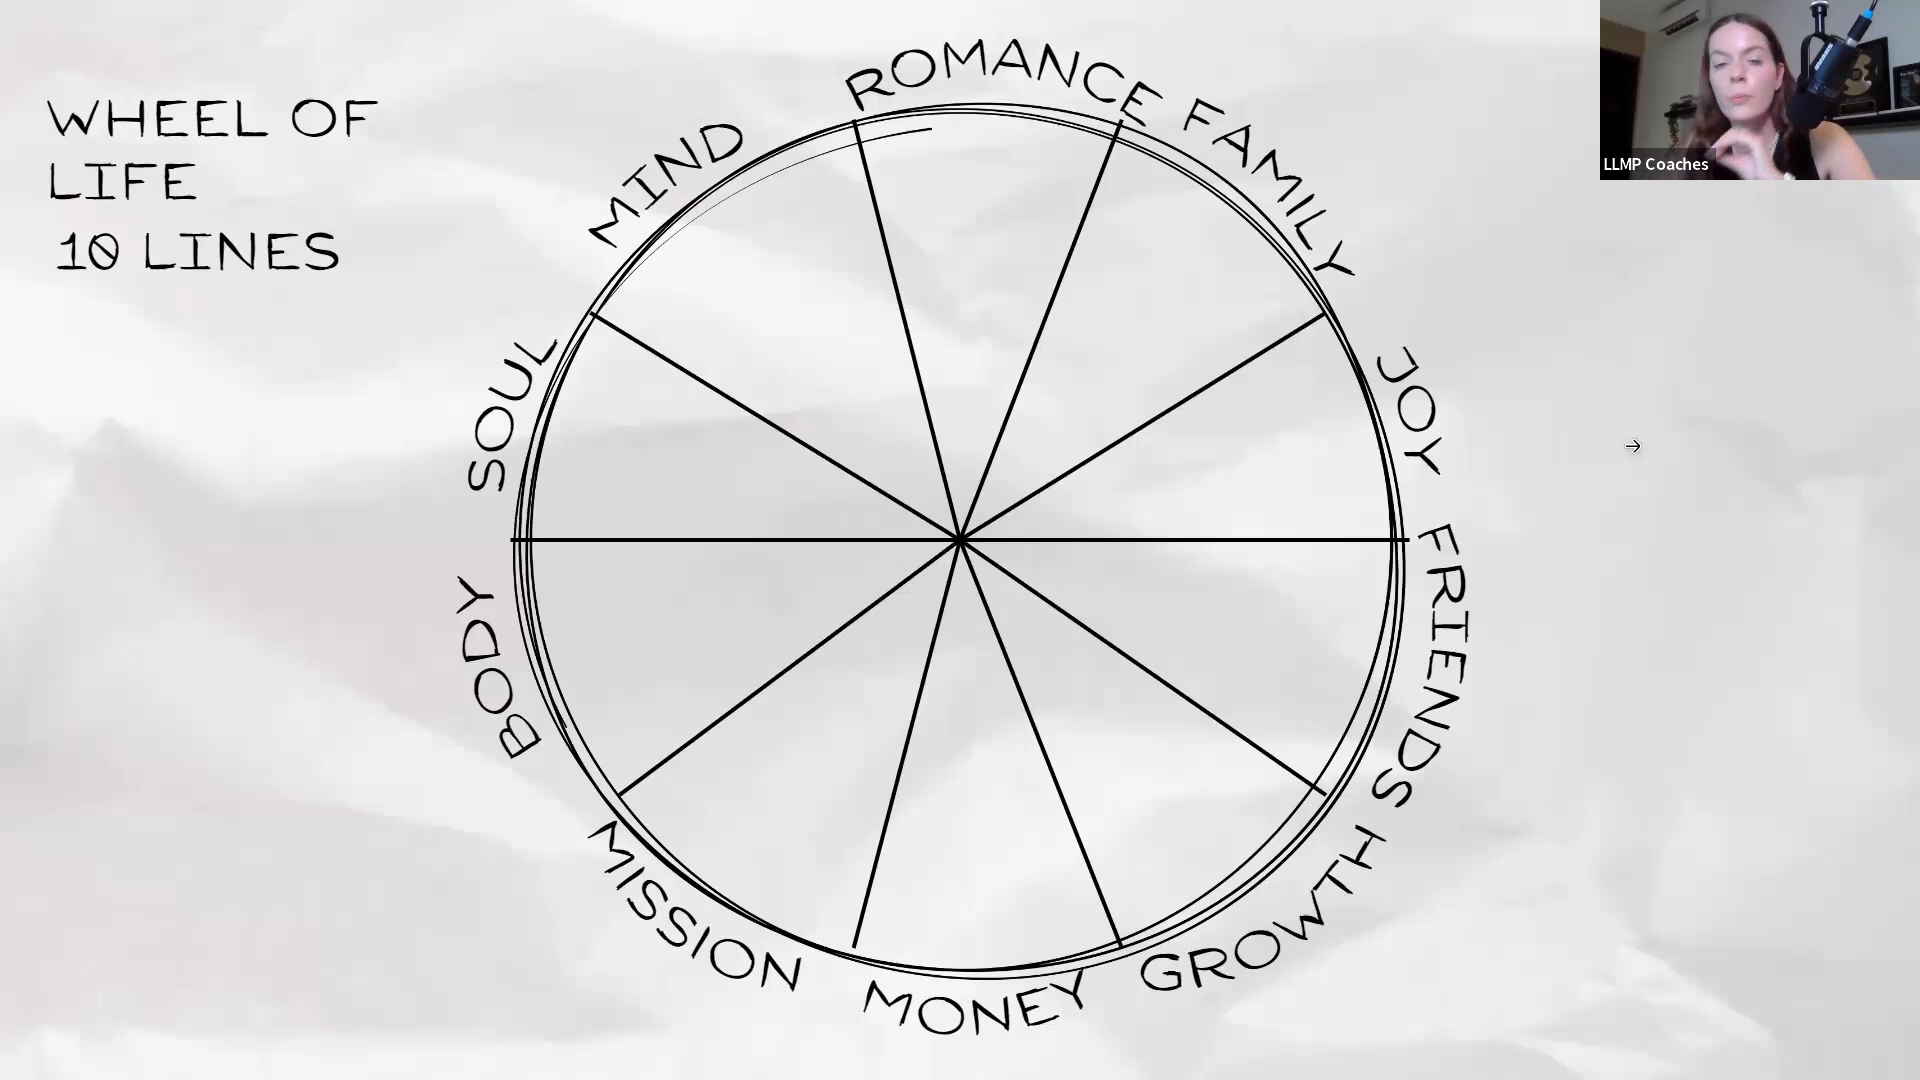 WHEEL OF
LIFE
10 LINES
ROMANCE
FAMILY
JOY
FRIENDS
GROWTH
MONEY
MISSION
BODY
SOUL
MIND
LLMP Coaches